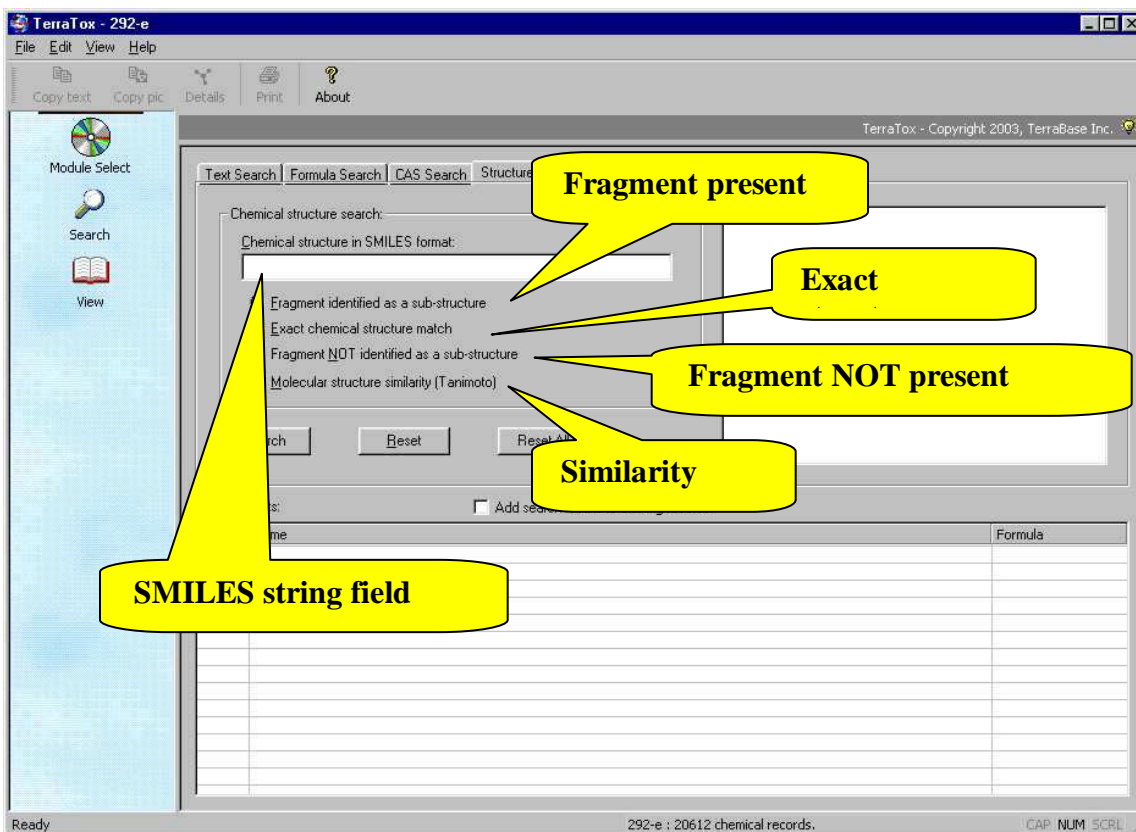 TerraTox - 292-e
File Edit View Help
Copy text Copy pic Details Print About
TerraTox - Copyright 2003, TerraBase Inc.
Module Select
Search
View
Text Search Formula Search CAS Search Structure
Fragment present
Chemical structure search:
Chemical structure in SMILES format:
Exact
Fragment identified as a sub-structure
Exact chemical structure match
Fragment NOT identified as a sub-structure
Fragment NOT present
Molecular structure similarity (Tanimoto)
Reset
Similarity
Add
Formula
SMILES string field
Ready
292-e : 20612 chemical records.
CAP NUM SCRL